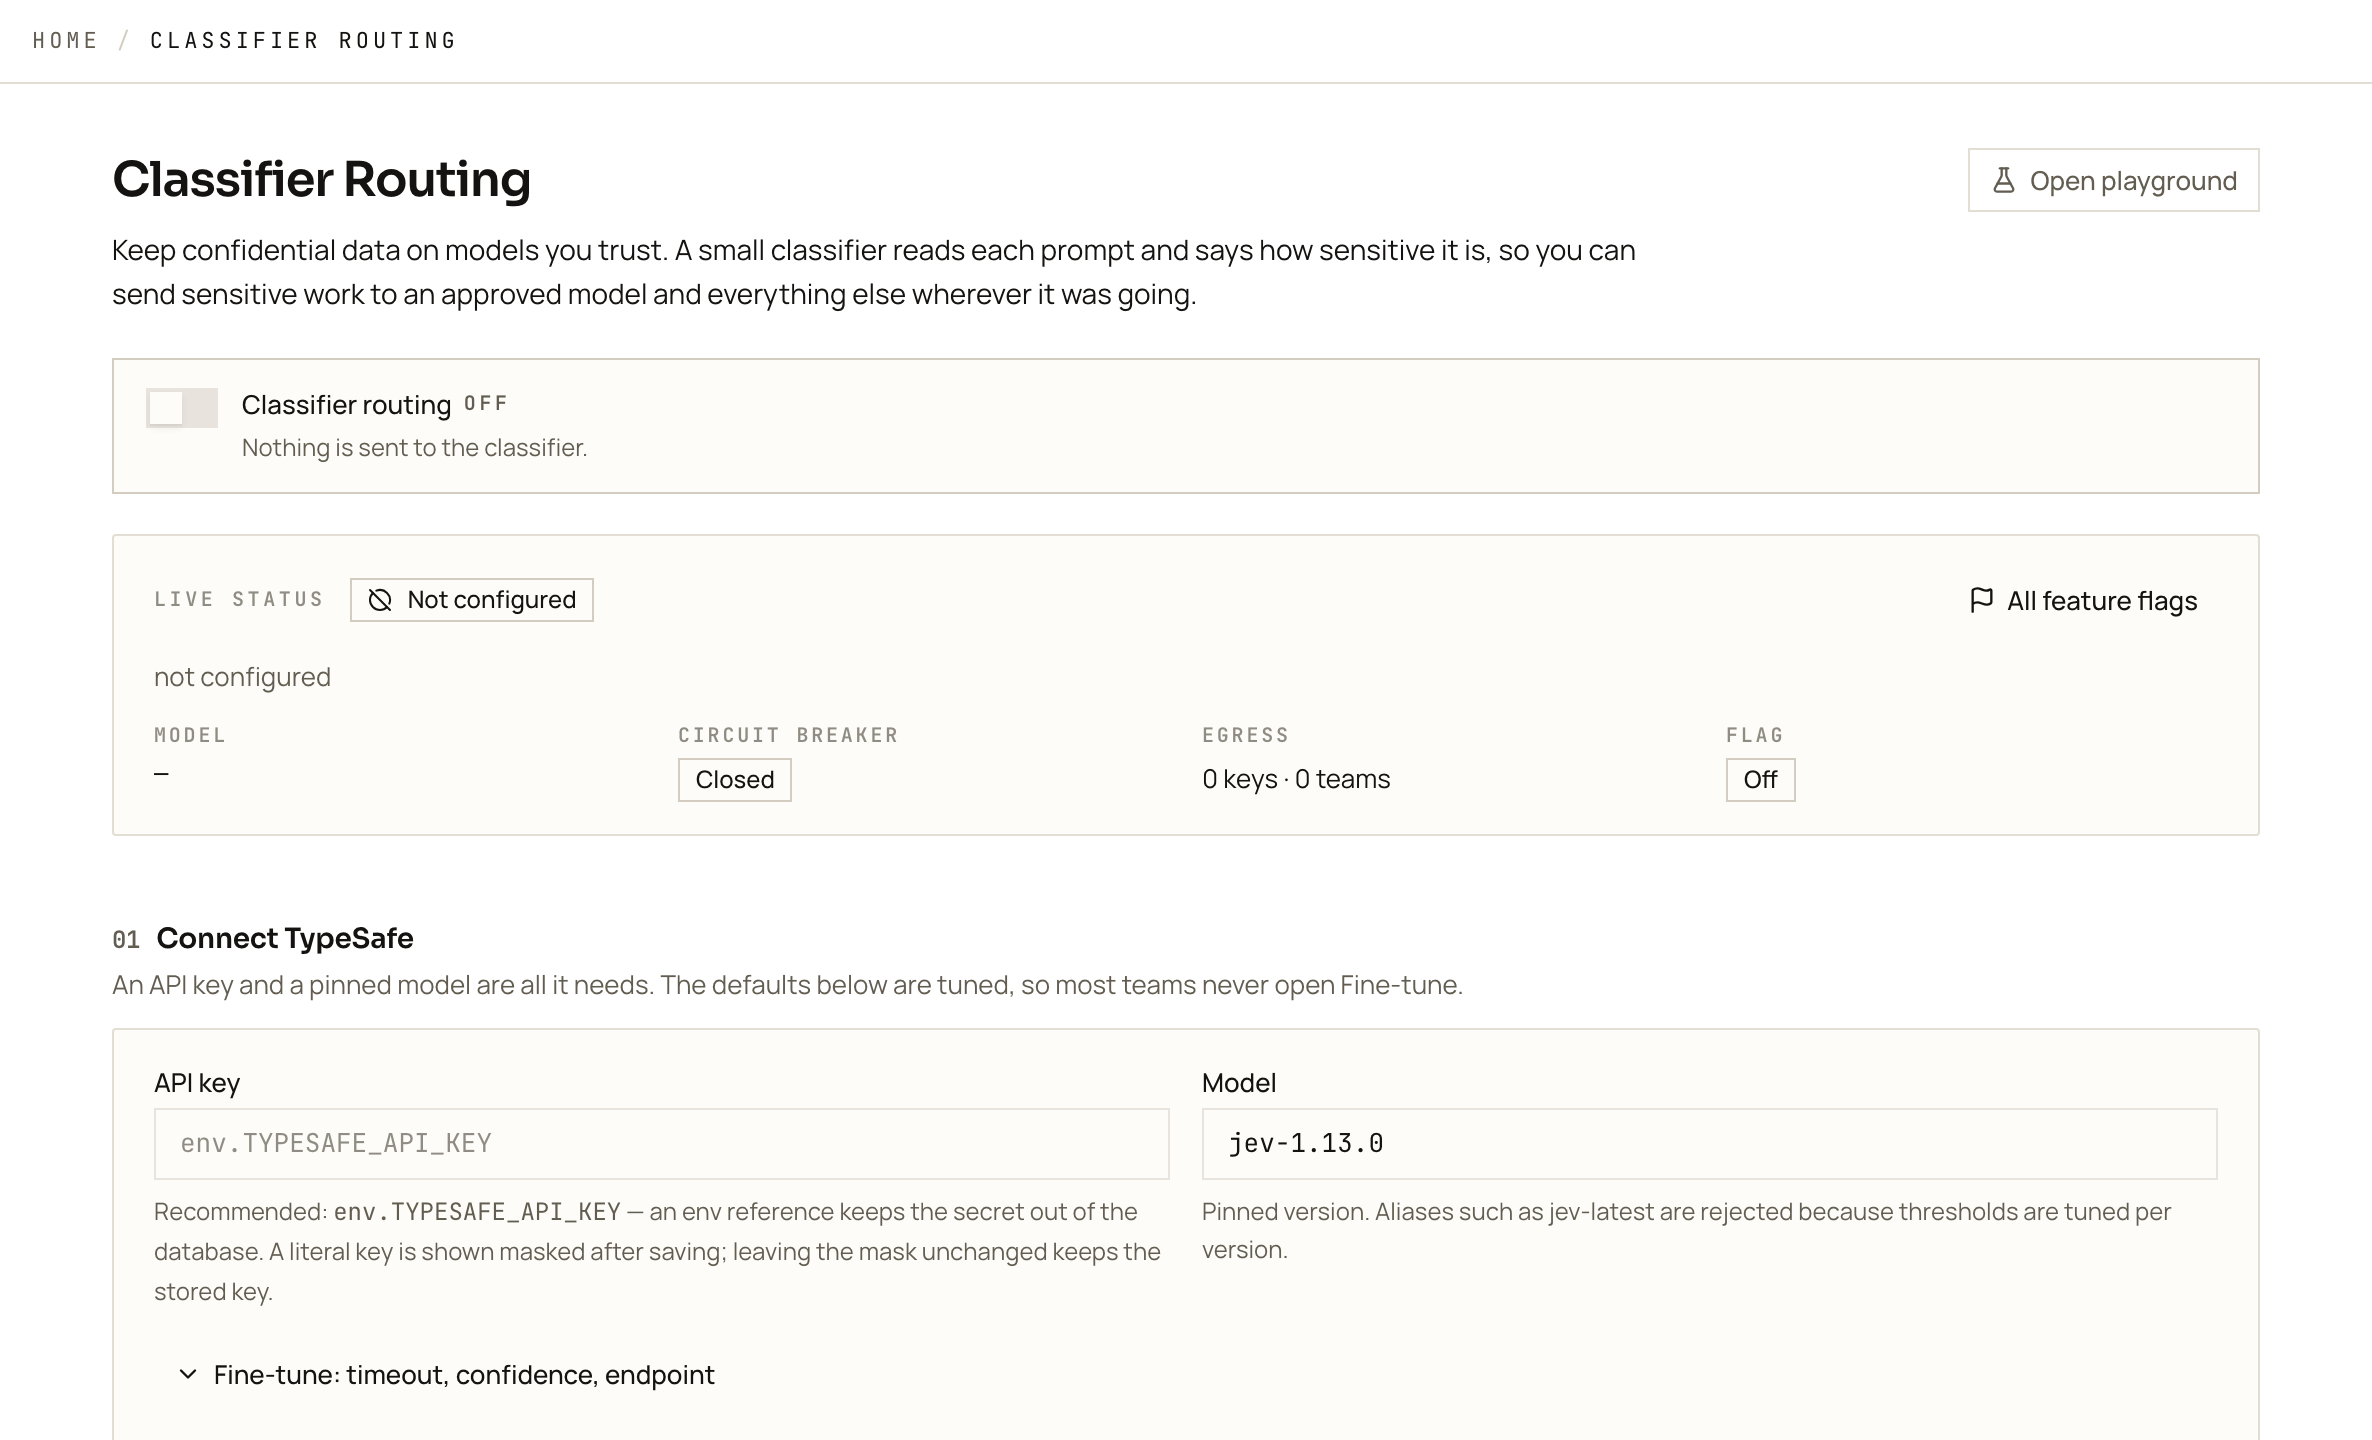 HOME / CLASSIFIER ROUTING
Classifier Routing
Open playground
Keep confidential data on models you trust. A small classifier reads each prompt and says how sensitive it is, so you can
send sensitive work to an approved model and everything else wherever it was going.
Classifier routing OFF
Nothing is sent to the classifier.
LIVE STATUS Not configured
All feature flags
not configured
MODEL CIRCUIT BREAKER EGRESS FLAG
— Closed 0 keys · 0 teams Off
01 Connect TypeSafe
An API key and a pinned model are all it needs. The defaults below are tuned, so most teams never open Fine-tune.
API key
env.TYPESAFE_API_KEY
Recommended: env.TYPESAFE_API_KEY — an env reference keeps the secret out of the
database. A literal key is shown masked after saving; leaving the mask unchanged keeps the
stored key.
Model
jev-1.13.0
Pinned version. Aliases such as jev-latest are rejected because thresholds are tuned per
version.
Fine-tune: timeout, confidence, endpoint